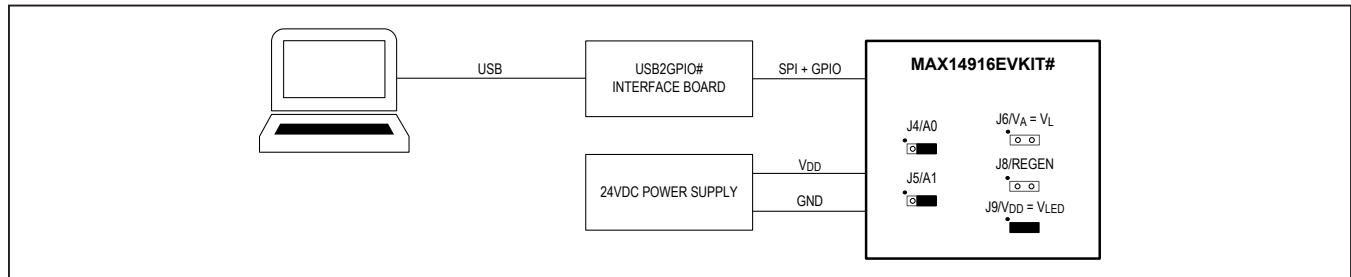 USB
USB2GPIO#
INTERFACE BOARD
SPI + GPIO
24VDC POWER SUPPLY
VDD
GND
MAX14916EVKIT#
J4/A0
J5/A1
J6/VA = VL
J8/REGEN
J9/VDD = VLED